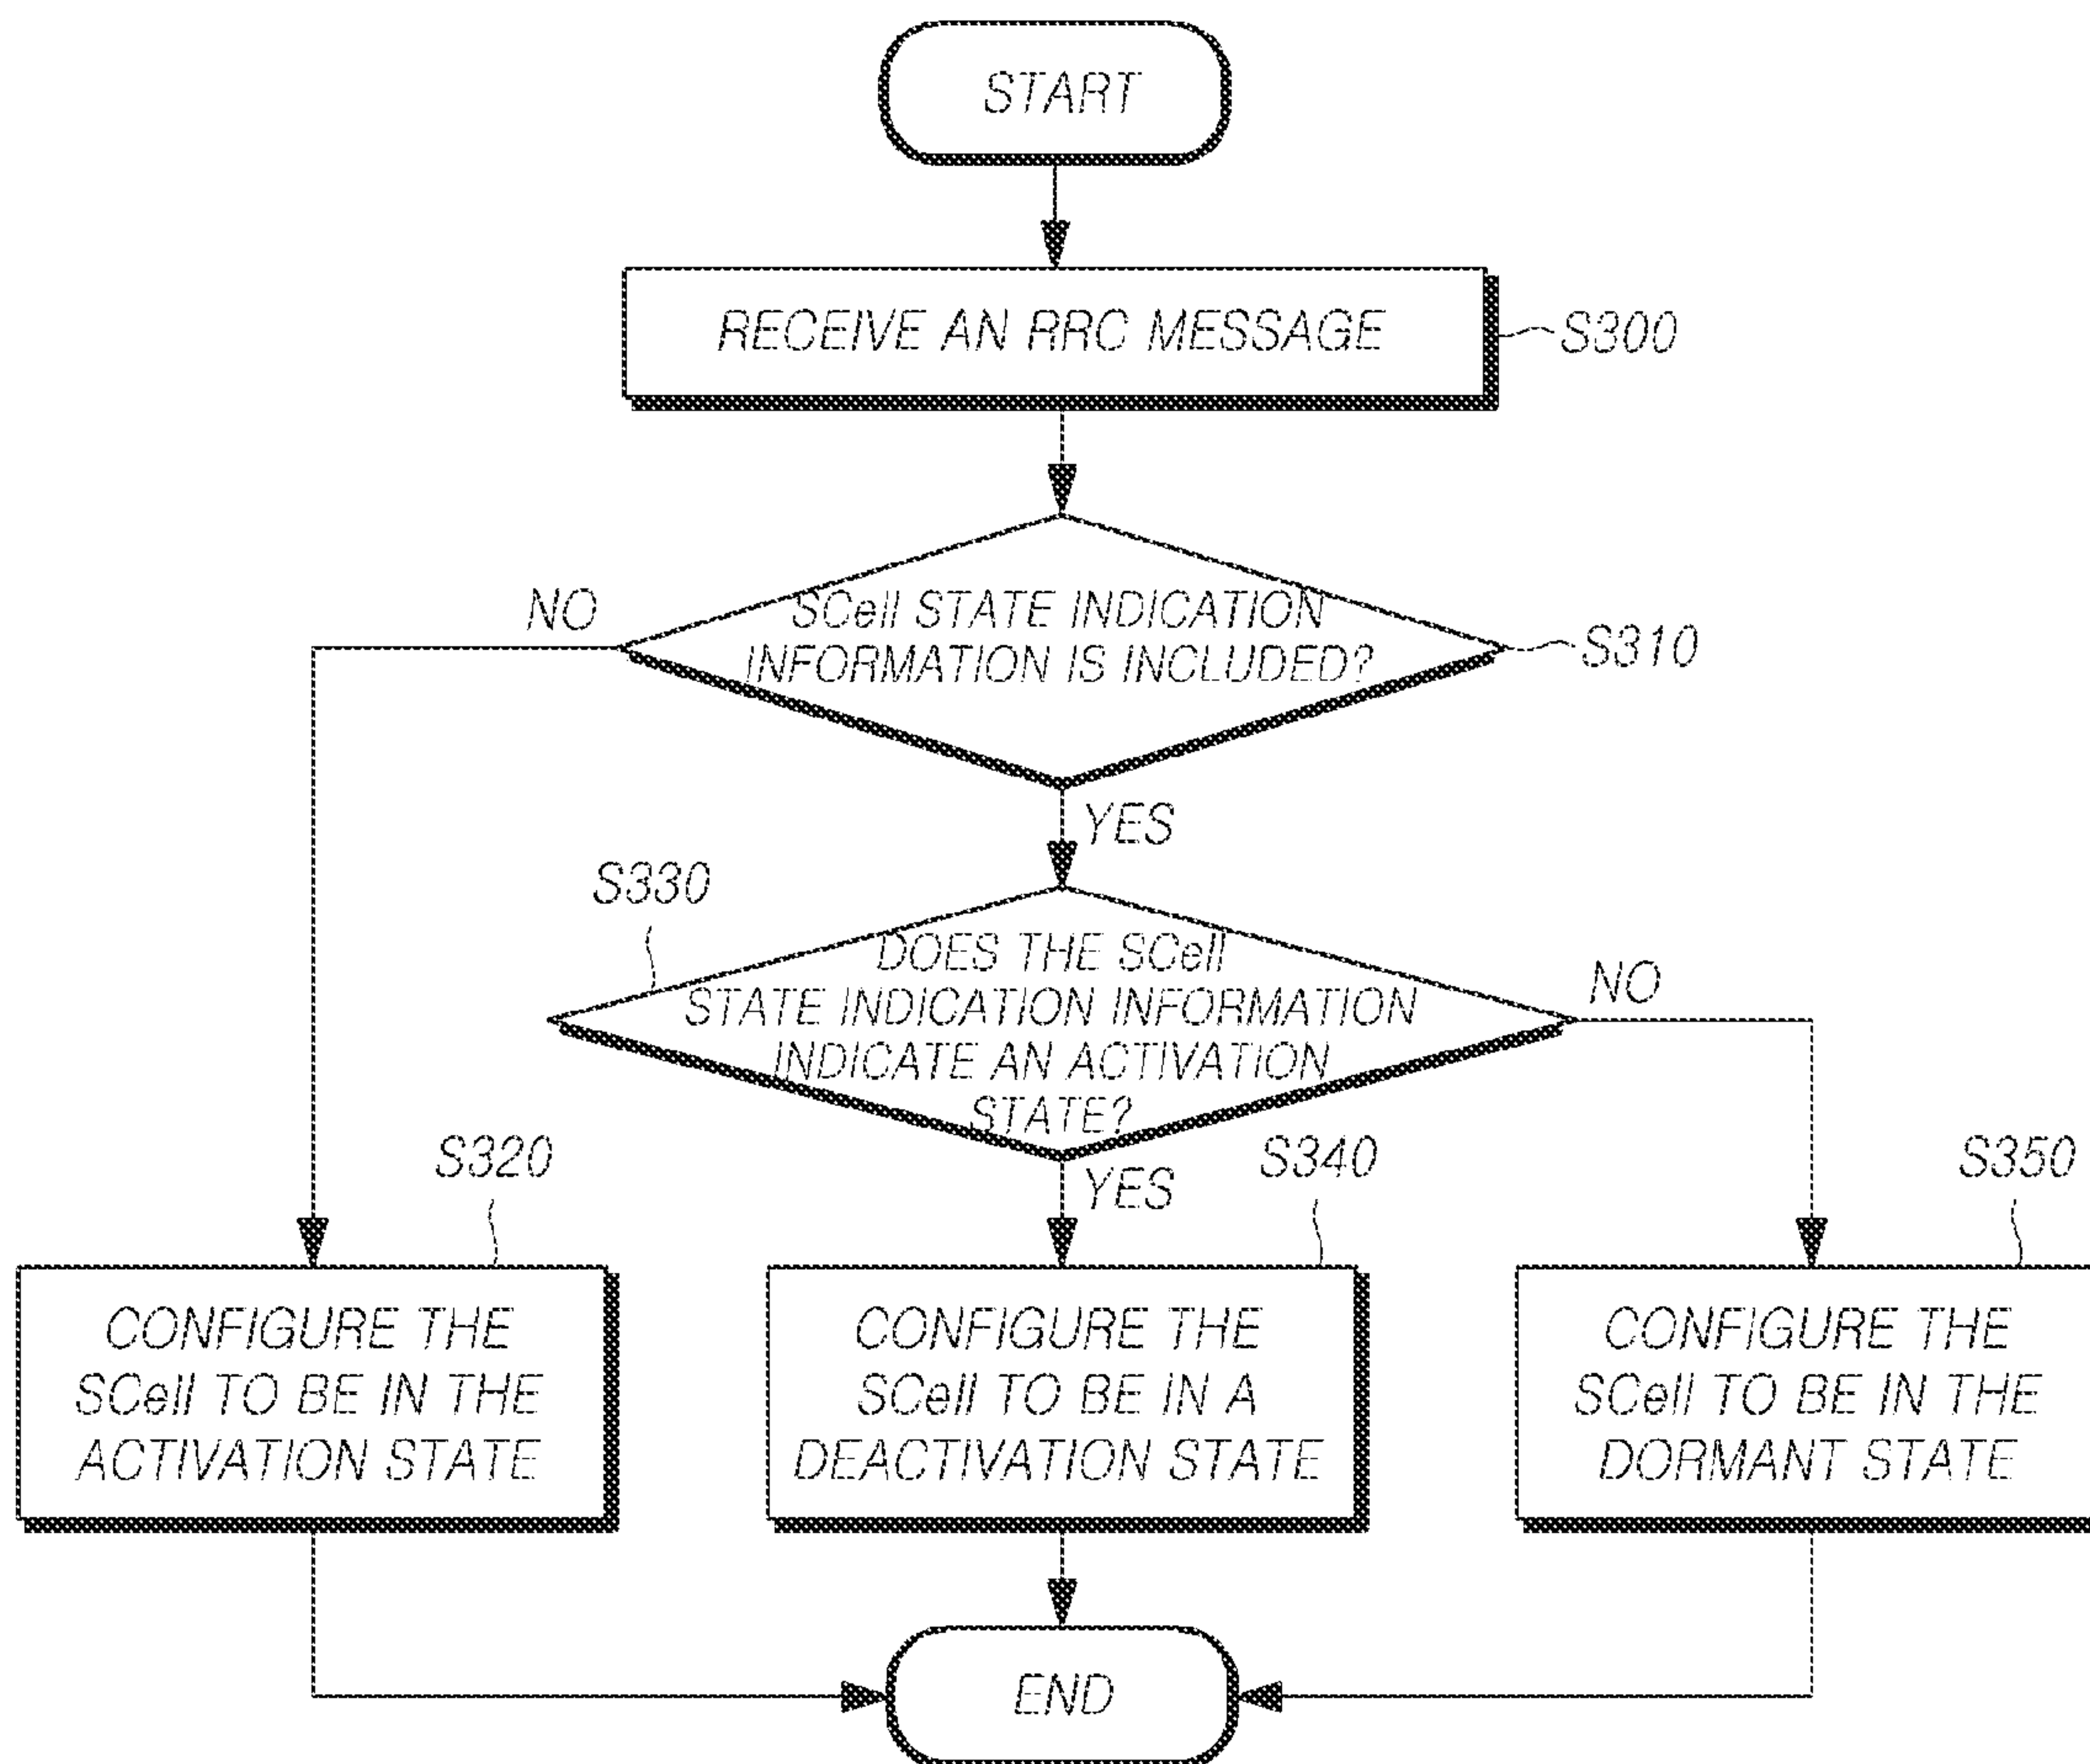 START
RECEIVE AN RRC MESSAGE
S300
NO
SCell STATE INDICATION
INFORMATION IS INCLUDED?
S310
YES
S330
DOES THE SCell
STATE INDICATION INFORMATION
INDICATE AN ACTIVATION
STATE?
NO
YES
S320
CONFIGURE THE
SCell TO BE IN THE
ACTIVATION STATE
S340
CONFIGURE THE
SCell TO BE IN A
DEACTIVATION STATE
S350
CONFIGURE THE
SCell TO BE IN THE
DORMANT STATE
END